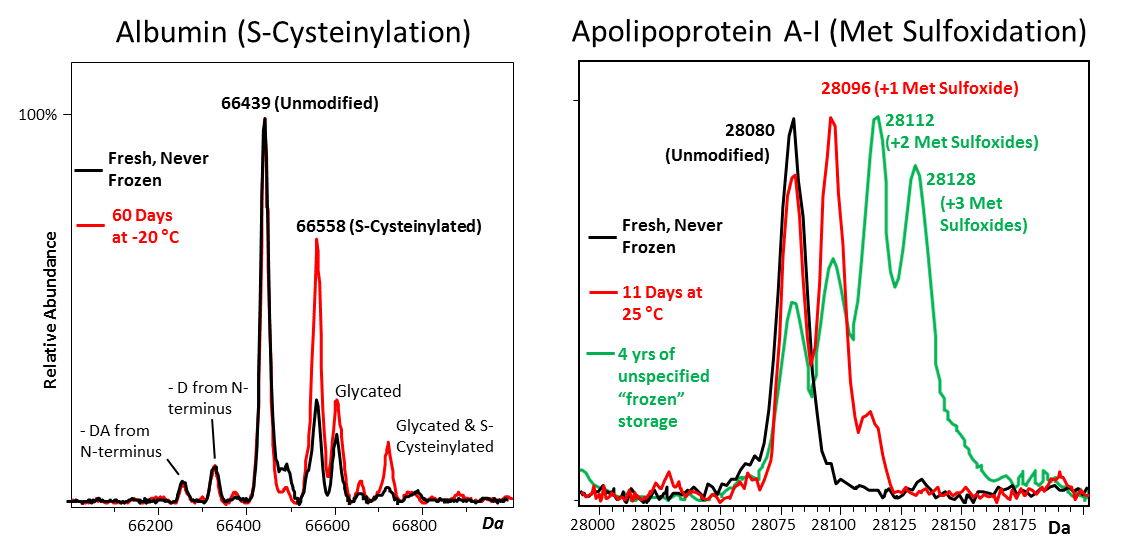 Albumin (S-Cysteinylation)
66439 (Unmodified)
100%
Fresh, Never
Frozen
60 Days
at -20 °C
66558 (S-Cysteinylated)
Relative Abundance
- D from N-
terminus
Glycated
- DA from
N-terminus
Glycated & S-
Cysteinylated
66200 66400 66600 66800 Da
Apolipoprotein A-I (Met Sulfoxidation)
28096 (+1 Met Sulfoxide)
28080
(Unmodified)
28112
(+2 Met Sulfoxides)
28128
(+3 Met
Sulfoxides)
Fresh, Never
Frozen
11 Days at
25 °C
4 yrs of
unspecified
“frozen”
storage
28000 28025 28050 28075 28100 28125 28150 28175 Da